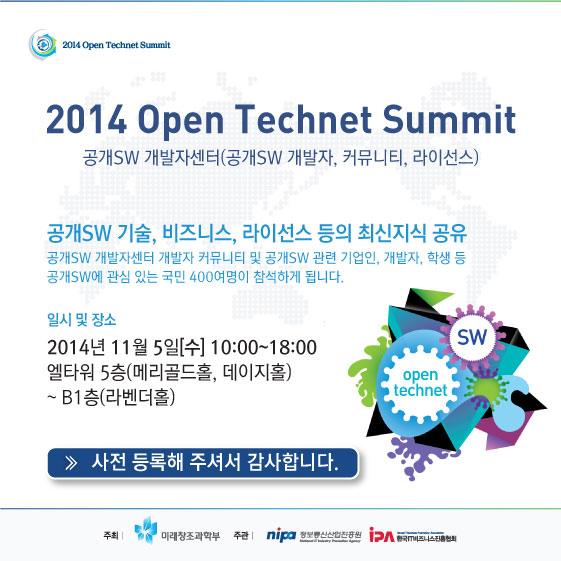 2014 Open Technet Summit
2014 Open Technet Summit
공개SW 개발자센터(공개SW 개발자, 커뮤니티, 라이선스)
공개SW 기술, 비즈니스, 라이선스 등의 최신지식 공유
공개SW 개발자센터 개발자 커뮤니티 및 공개SW 관련 기업인, 개발자, 학생 등
공개SW에 관심 있는 국민 400여명이 참석하게 됩니다.
일시 및 장소
2014년 11월 5일[수] 10:00~18:00
엘타워 5층(메리골드홀, 데이지홀)
~ B1층(라벤더홀)
SW
open
technet
S
» 사전 등록해 주셔서 감사합니다.
주최 | 미래창조과학부 주관 | nipa 정보통신산업진흥원 IPA 한국IT비즈니스진흥협회
National IT Industry Promotion Agency